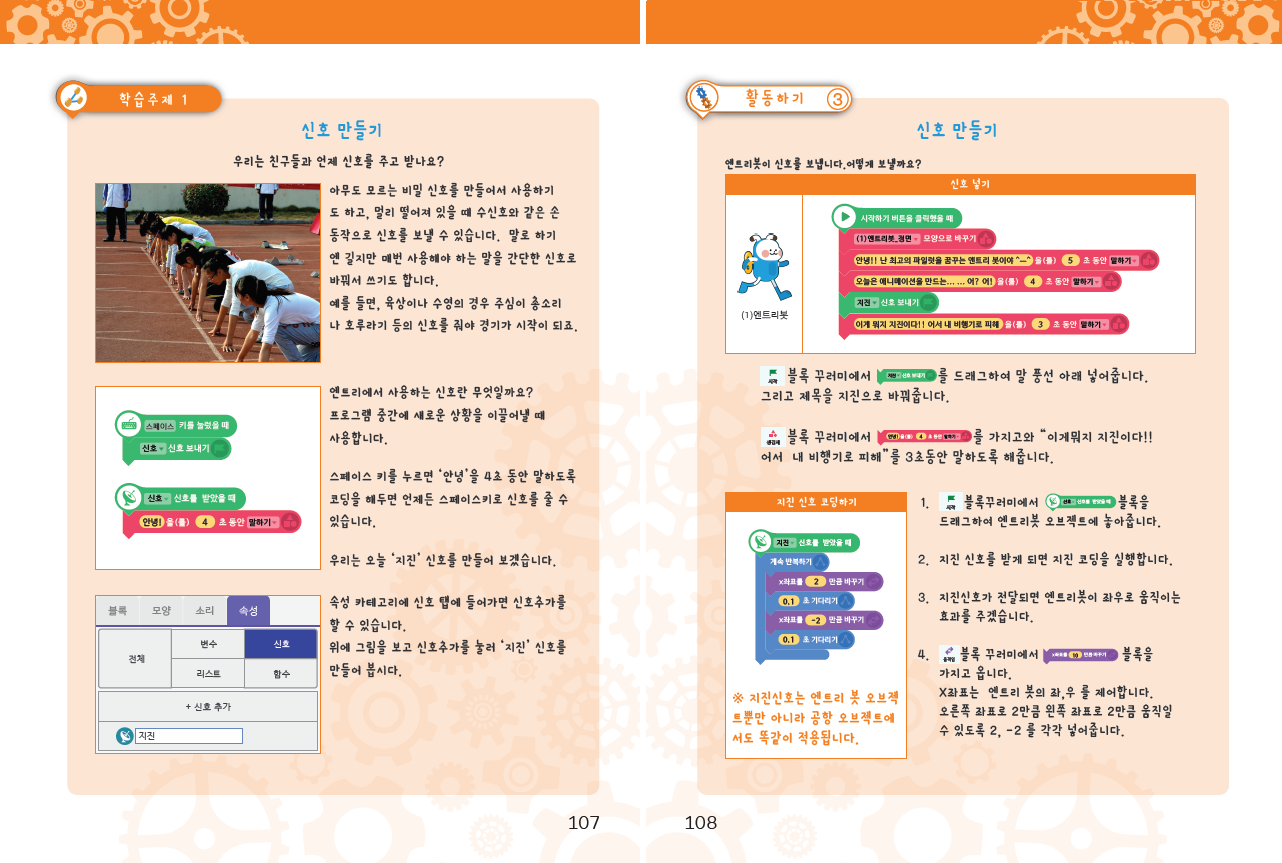 학습주제 1
신호 만들기
우리는 친구들과 언제 신호를 주고 받나요?
아무도 모르는 비밀 신호를 만들어서 사용하기
도 하고, 멀리 떨어져 있을 때 수신호와 같은 손
동작으로 신호를 보낼 수 있습니다. 말로 하기
엔 길지만 매번 사용해야 하는 말을 간단한 신호로
바꿔서 쓰기도 합니다.
예를 들면, 육상이나 수영의 경우 주심이 총소리
나 호루라기 등의 신호를 줘야 경기가 시작이 되죠.
스페이스 키를 눌렀을 때
신호 신호 보내기
신호 신호를 받았을 때
안녕! 을(를) 4 초 동안 말하기
엔트리에서 사용하는 신호란 무엇일까요?
프로그램 중간에 새로운 상황을 이끌어낼 때
사용합니다.
스페이스 키를 누르면 ‘안녕’을 4초 동안 말하도록
코딩을 해두면 언제든 스페이스키로 신호를 줄 수
있습니다.
우리는 오늘 ‘지진’ 신호를 만들어 보겠습니다.
블록 모양 소리 속성
전체 변수 신호
리스트 함수
+ 신호 추가
지진
속성 카테고리에 신호 탭에 들어가면 신호추가를
할 수 있습니다.
위에 그림을 보고 신호추가를 눌러 ‘지진’ 신호를
만들어 봅시다.
107
활동하기 3
신호 만들기
엔트리봇이 신호를 보냅니다.어떻게 보낼까요?
신호 넣기
(1)엔트리봇
시작하기 버튼을 클릭했을 때
(1)엔트리봇_정면 모양으로 바꾸기
안녕!! 난 최고의 파일럿을 꿈꾸는 엔트리 봇이야 ^—^ 을(를) 5 초 동안 말하기
오늘은 애니메이션을 만드는... ... 어? 어! 을(를) 4 초 동안 말하기
지진 신호 보내기
이게 뭐지 지진이다!! 어서 내 비행기로 피해 을(를) 3 초 동안 말하기
시작 블록 꾸러미에서 지진 신호 보내기 를 드래그하여 말 풍선 아래 넣어줍니다.
그리고 제목을 지진으로 바꿔줍니다.
생김새 블록 꾸러미에서 안녕! 을(를) 4 초 동안 말하기 를 가지고와 “이게뭐지 지진이다!!
어서 내 비행기로 피해”를 3초동안 말하도록 해줍니다.
지진 신호 코딩하기
지진 신호를 받았을 때
계속 반복하기
x좌표를 2 만큼 바꾸기
0.1 초 기다리기
x좌표를 -2 만큼 바꾸기
0.1 초 기다리기
※ 지진신호는 엔트리 봇 오브젝
트뿐만 아니라 공항 오브젝트에
서도 똑같이 적용됩니다.
1. 시작 블록꾸러미에서 신호 신호를 받았을 때 블록을
드래그하여 엔트리봇 오브젝트에 놓아줍니다.
2. 지진 신호를 받게 되면 지진 코딩을 실행합니다.
3. 지진신호가 전달되면 엔트리봇이 좌우로 움직이는
효과를 주겠습니다.
4. 움직임 블록 꾸러미에서 x좌표를 10 만큼 바꾸기 블록을
가지고 옵니다.
X좌표는 엔트리 봇의 좌,우 를 제어합니다.
오른쪽 좌표로 2만큼 왼쪽 좌표로 2만큼 움직일
수 있도록 2, -2 를 각각 넣어줍니다.
108